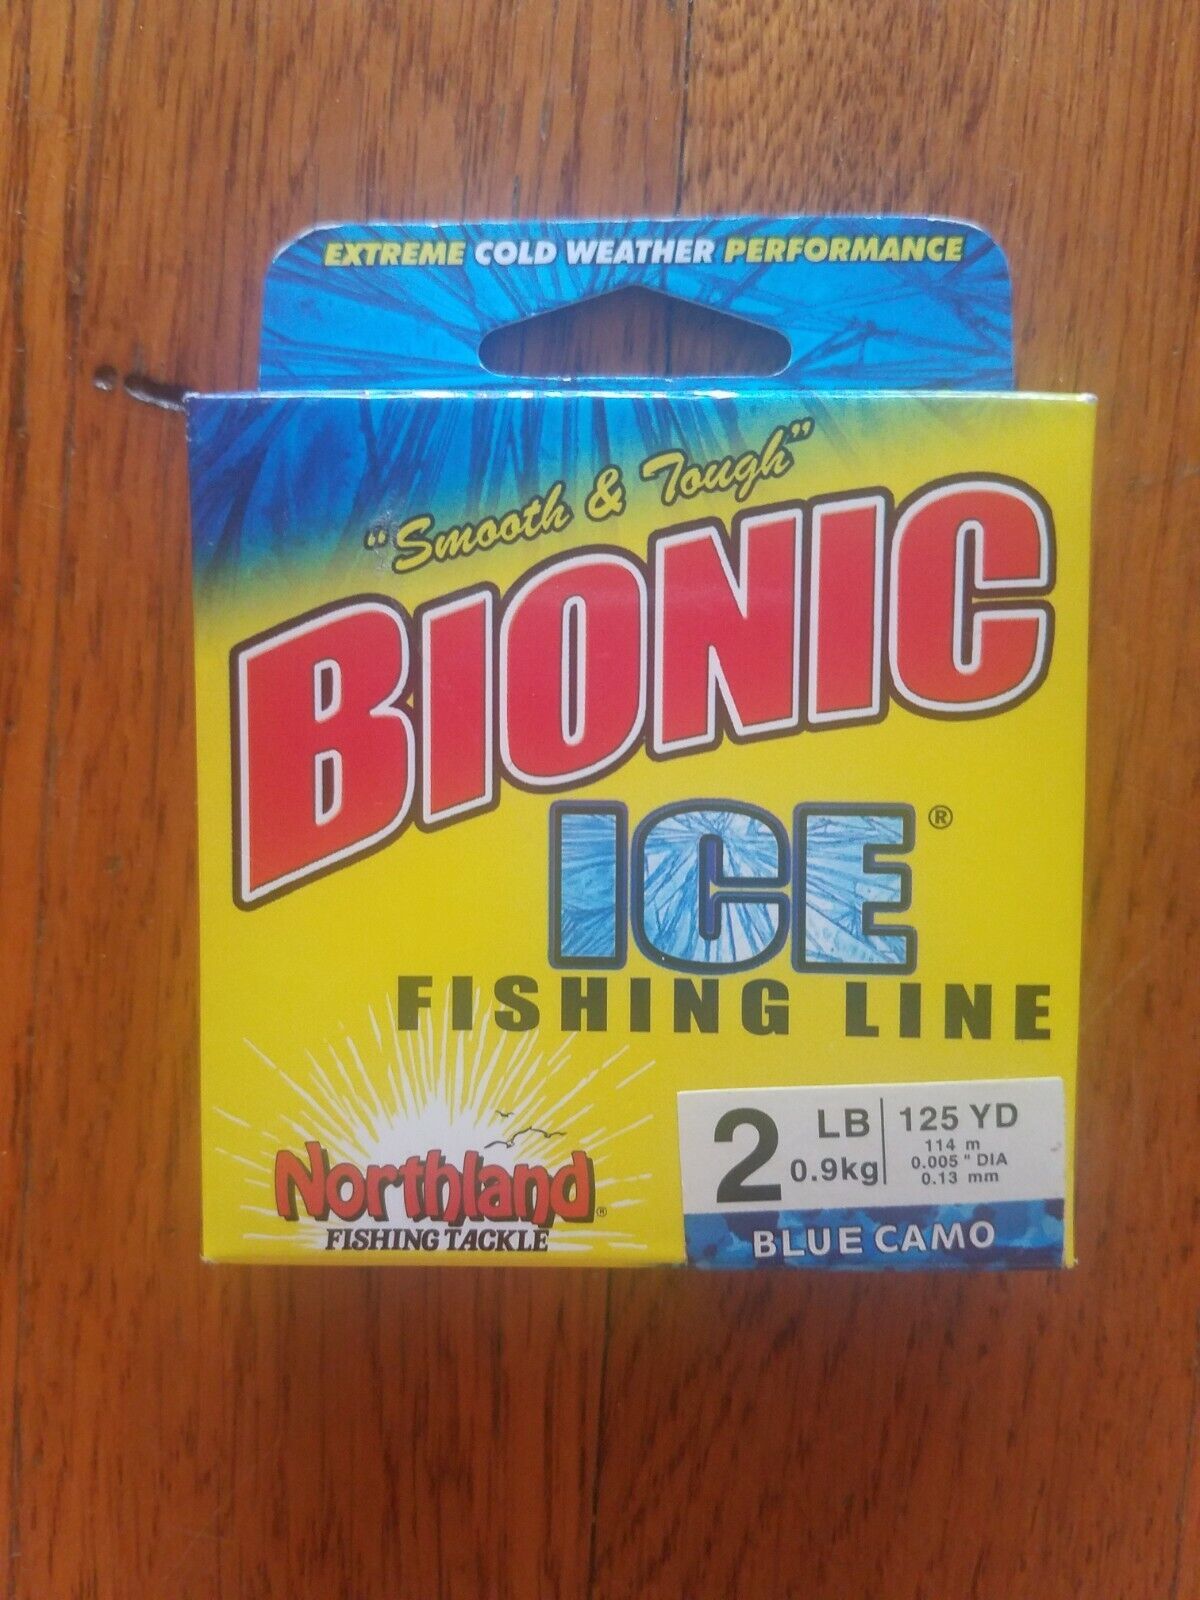 EXTREME COLD WEATHER PERFORMANCE
"Smooth & Tough"
BIONIC
ICE®
FISHING LINE
Northland®
FISHING TACKLE
2 LB
0.9kg
125 YD
114 m
0.005 " DIA
0.13 mm
BLUE CAMO